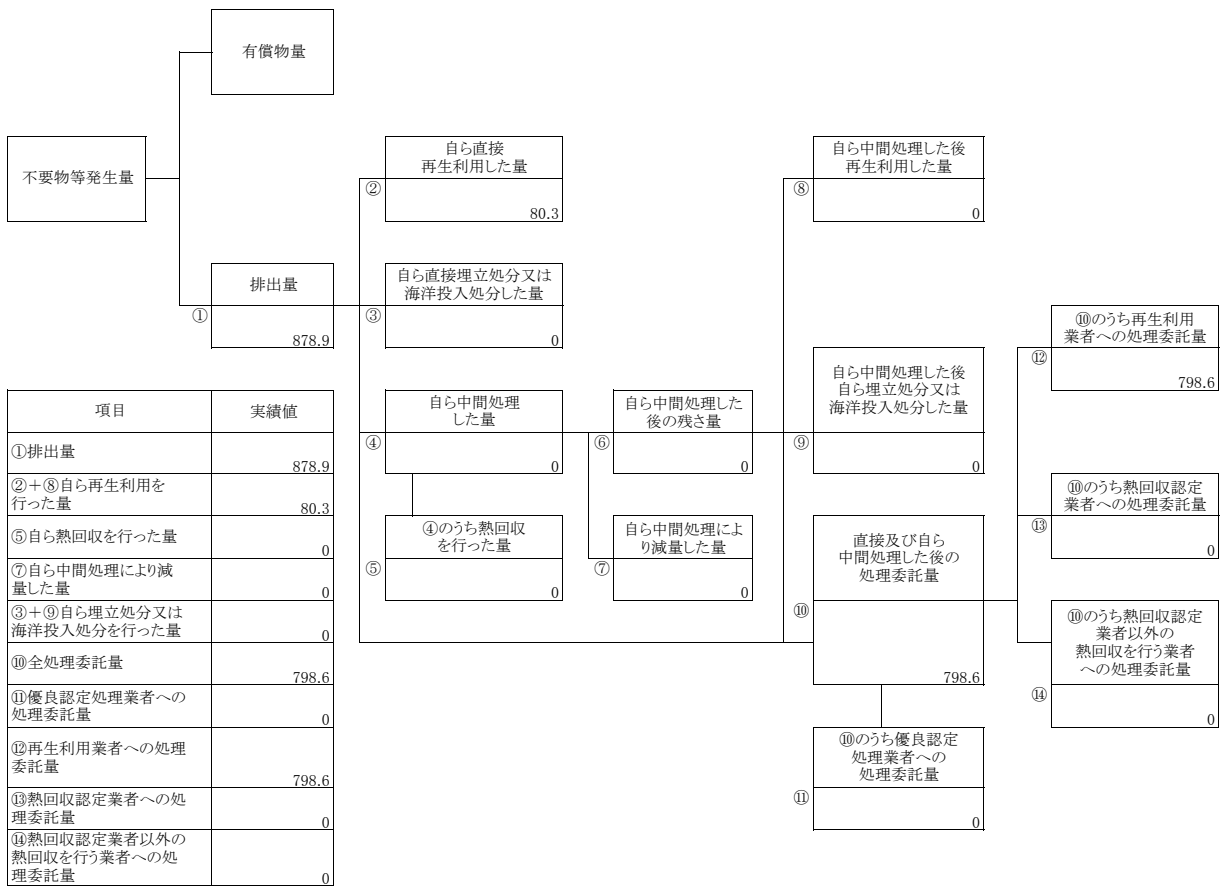 有償物量
不要物等発生量
自ら直接
再生利用した量
②
80.3
自ら中間処理した後
再生利用した量
⑧
0
排出量
①
878.9
自ら直接埋立処分又は
海洋投入処分した量
③
0
⑩のうち再生利用
業者への処理委託量
⑫
798.6
自ら中間処理
した量
④
0
自ら中間処理した
後の残さ量
⑥
0
自ら中間処理した後
自ら埋立処分又は
海洋投入処分した量
⑨
0
⑩のうち熱回収認定
業者への処理委託量
⑬
0
④のうち熱回収
を行った量
⑤
0
自ら中間処理によ
り減量した量
⑦
0
直接及び自ら
中間処理した後の
処理委託量
⑩
798.6
⑩のうち熱回収認定
業者以外の
熱回収を行う業者
への処理委託量
⑭
0
⑩のうち優良認定
処理業者への
処理委託量
⑪
0
項目 実績値
①排出量
878.9
②+⑧自ら再生利用を
行った量
80.3
⑤自ら熱回収を行った量
0
⑦自ら中間処理により減
量した量
0
③+⑨自ら埋立処分又は
海洋投入処分を行った量
0
⑩全処理委託量
798.6
⑪優良認定処理業者への
処理委託量
0
⑫再生利用業者への処理
委託量
798.6
⑬熱回収認定業者への処
理委託量
0
⑭熱回収認定業者以外の
熱回収を行う業者への処
理委託量
0